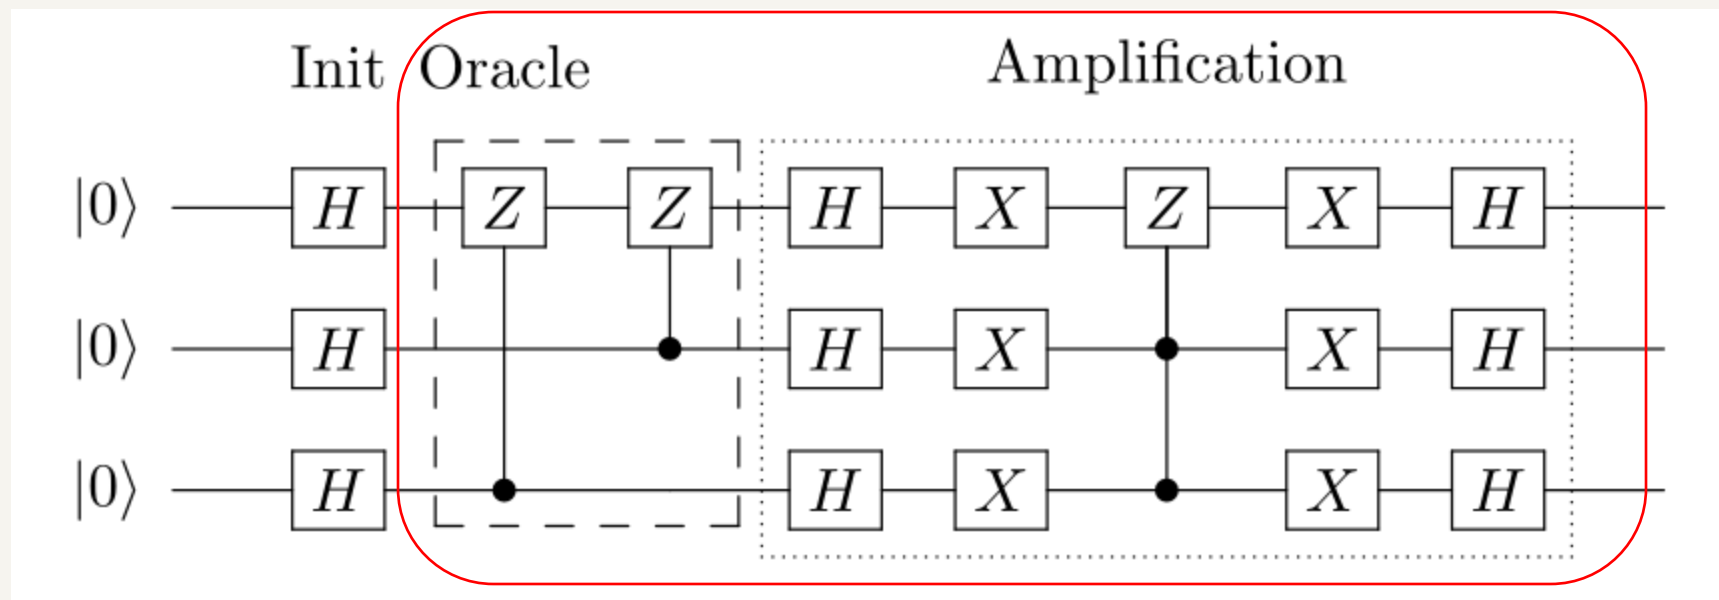 Init Oracle Amplification
|0⟩ H Z Z H X Z X H
|0⟩ H H X X H
|0⟩ H H X X H